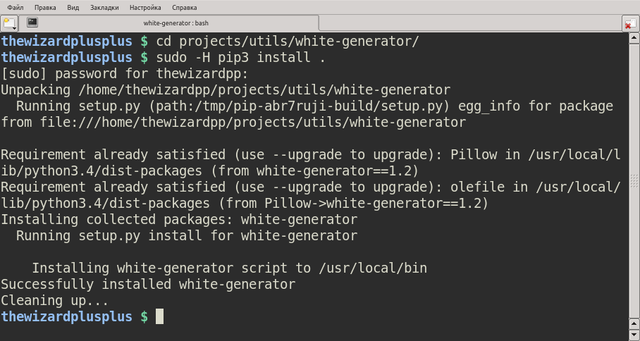 Файл Правка Вид Закладки Настройка Справка
white-generator : bash
thewizardplusplus $ cd projects/utils/white-generator/
thewizardplusplus $ sudo -H pip3 install .
[sudo] password for thewizardpp:
Unpacking /home/thewizardpp/projects/utils/white-generator
  Running setup.py (path:/tmp/pip-abr7ruji-build/setup.py) egg_info for package
from file:///home/thewizardpp/projects/utils/white-generator
Requirement already satisfied (use --upgrade to upgrade): Pillow in /usr/local/l
ib/python3.4/dist-packages (from white-generator==1.2)
Requirement already satisfied (use --upgrade to upgrade): olefile in /usr/local/
lib/python3.4/dist-packages (from Pillow->white-generator==1.2)
Installing collected packages: white-generator
  Running setup.py install for white-generator
    Installing white-generator script to /usr/local/bin
Successfully installed white-generator
Cleaning up...
thewizardplusplus $